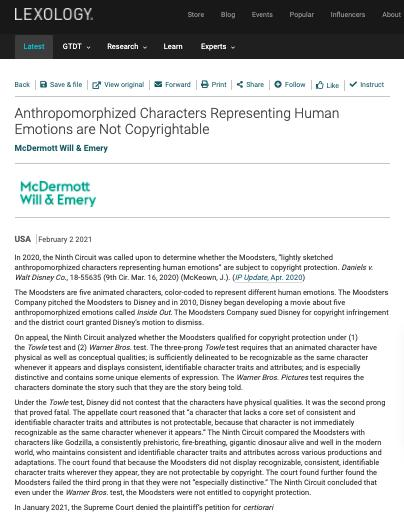 LEXOLOGY.
Store Blog Events Popular Influencers About
Latest GTDT Research Learn Experts
Back Save & file View original Forward Print Share Follow Like Instruct
Anthropomorphized Characters Representing Human
Emotions are Not Copyrightable
McDermott Will & Emery
McDermott
Will & Emery
USA February 2 2021
In 2020, the Ninth Circuit was called upon to determine whether the Moodsters, "lightly sketched
anthropomorphized characters representing human emotions" are subject to copyright protection. Daniels v.
Walt Disney Co., 18-55635 (9th Cir. Mar. 16, 2020) (McKeown, J.). (IP Update, Apr. 2020)
The Moodsters are five animated characters, color-coded to represent different human emotions. The Moodsters
Company pitched the Moodsters to Disney and in 2010, Disney began developing a movie about five
anthropomorphized emotions called Inside Out. The Moodsters Company sued Disney for copyright infringement
and the district court granted Disney's motion to dismiss.
On appeal, the Ninth Circuit analyzed whether the Moodsters qualified for copyright protection under (1)
the Towle test and (2) Warner Bros. test. The three-prong Towle test requires that an animated character have
physical as well as conceptual qualities; is sufficiently delineated to be recognizable as the same character
whenever it appears and displays consistent, identifiable character traits and attributes; and is especially
distinctive and contains some unique elements of expression. The Warner Bros. Pictures test requires the
characters dominate the story such that they are the story being told.
Under the Towle test, Disney did not contest that the characters have physical qualities. It was the second prong
that proved fatal. The appellate court reasoned that "a character that lacks a core set of consistent and
identifiable character traits and attributes is not protectable, because that character is not immediately
recognizable as the same character whenever it appears." The Ninth Circuit compared the Moodsters with
characters like Godzilla, a consistently prehistoric, fire-breathing, gigantic dinosaur alive and well in the modern
world, who maintains consistent and identifiable character traits and attributes across various productions and
adaptations. The court found that because the Moodsters did not display recognizable, consistent, identifiable
character traits wherever they appear, they are not protectable by copyright. The court found further found the
Moodsters failed the third prong in that they were not "especially distinctive." The Ninth Circuit concluded that
even under the Warner Bros. test, the Moodsters were not entitled to copyright protection.
In January 2021, the Supreme Court denied the plaintiff's petition for certiorari